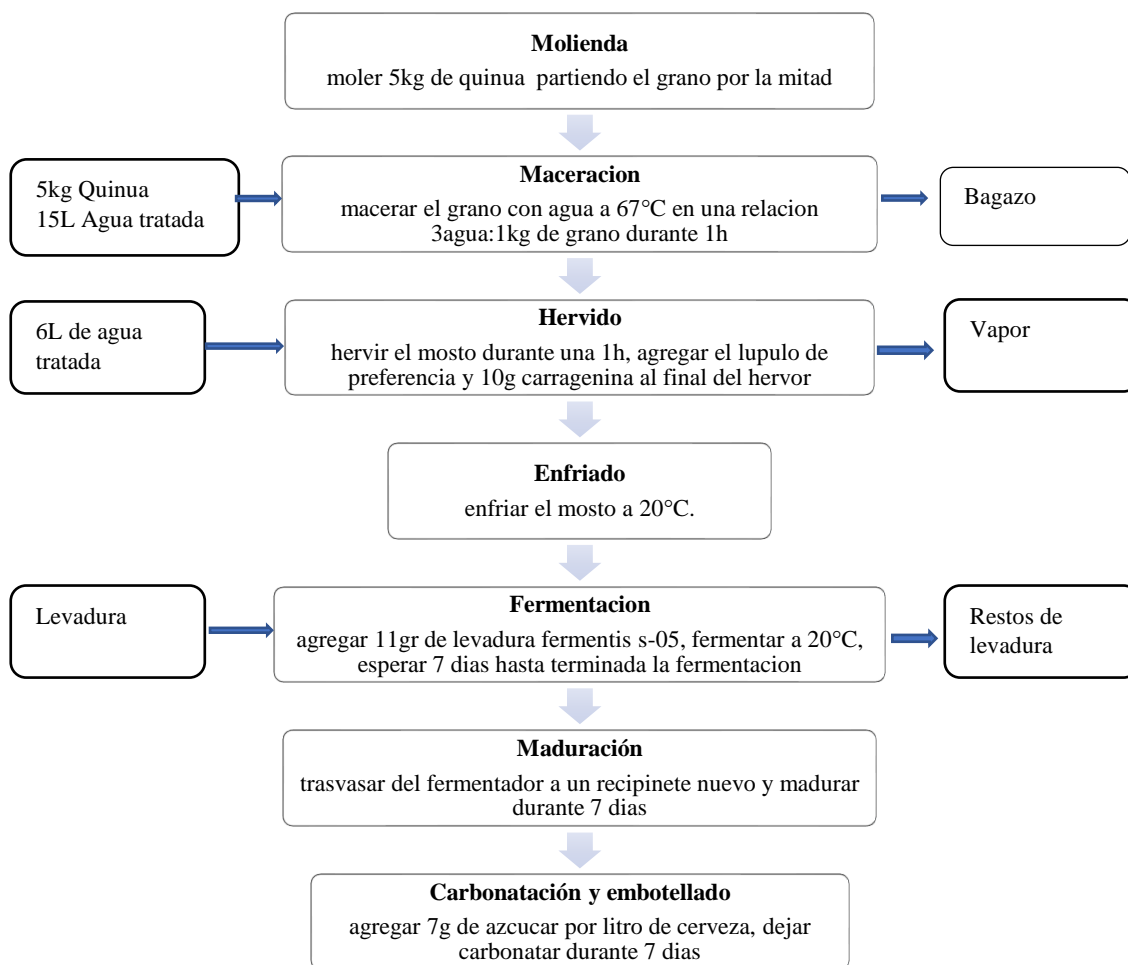 Molienda
moler 5kg de quinua partiendo el grano por la mitad
5kg Quinua
15L Agua tratada
Maceracion
macerar el grano con agua a 67°C en una relacion
3agua:1kg de grano durante 1h
Bagazo
6L de agua
tratada
Hervido
hervir el mosto durante una 1h, agregar el lupulo de
preferencia y 10g carragenina al final del hervor
Vapor
Enfriado
enfriar el mosto a 20°C.
Levadura
Fermentacion
agregar 11gr de levadura fermentis s-05, fermentar a 20°C,
esperar 7 dias hasta terminada la fermentacion
Restos de
levadura
Maduración
trasvasar del fermentador a un recipinete nuevo y madurar
durante 7 dias
Carbonatación y embotellado
agregar 7g de azcucar por litro de cerveza, dejar
carbonatar durante 7 dias